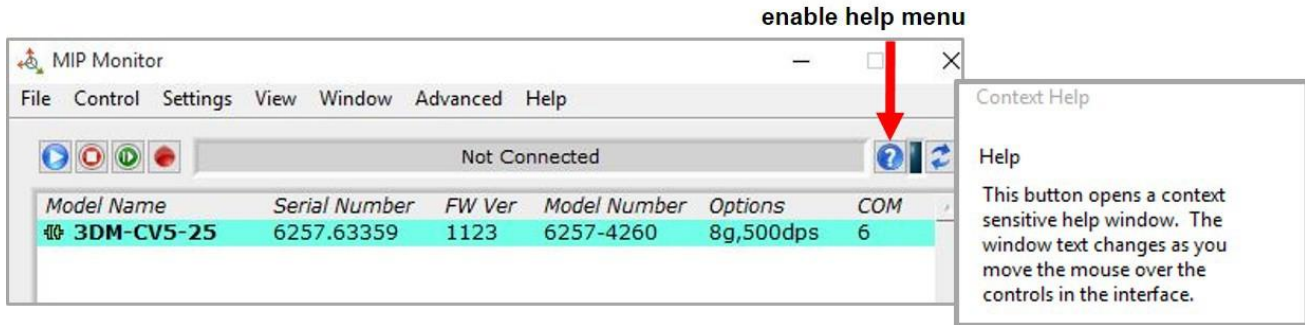 enable help menu
MIP Monitor
File Control Settings View Window Advanced Help
Not Connected
Model Name Serial Number FW Ver Model Number Options COM
3DM-CV5-25 6257.63359 1123 6257-4260 8g,500dps 6
Context Help
Help
This button opens a context
sensitive help window. The
window text changes as you
move the mouse over the
controls in the interface.